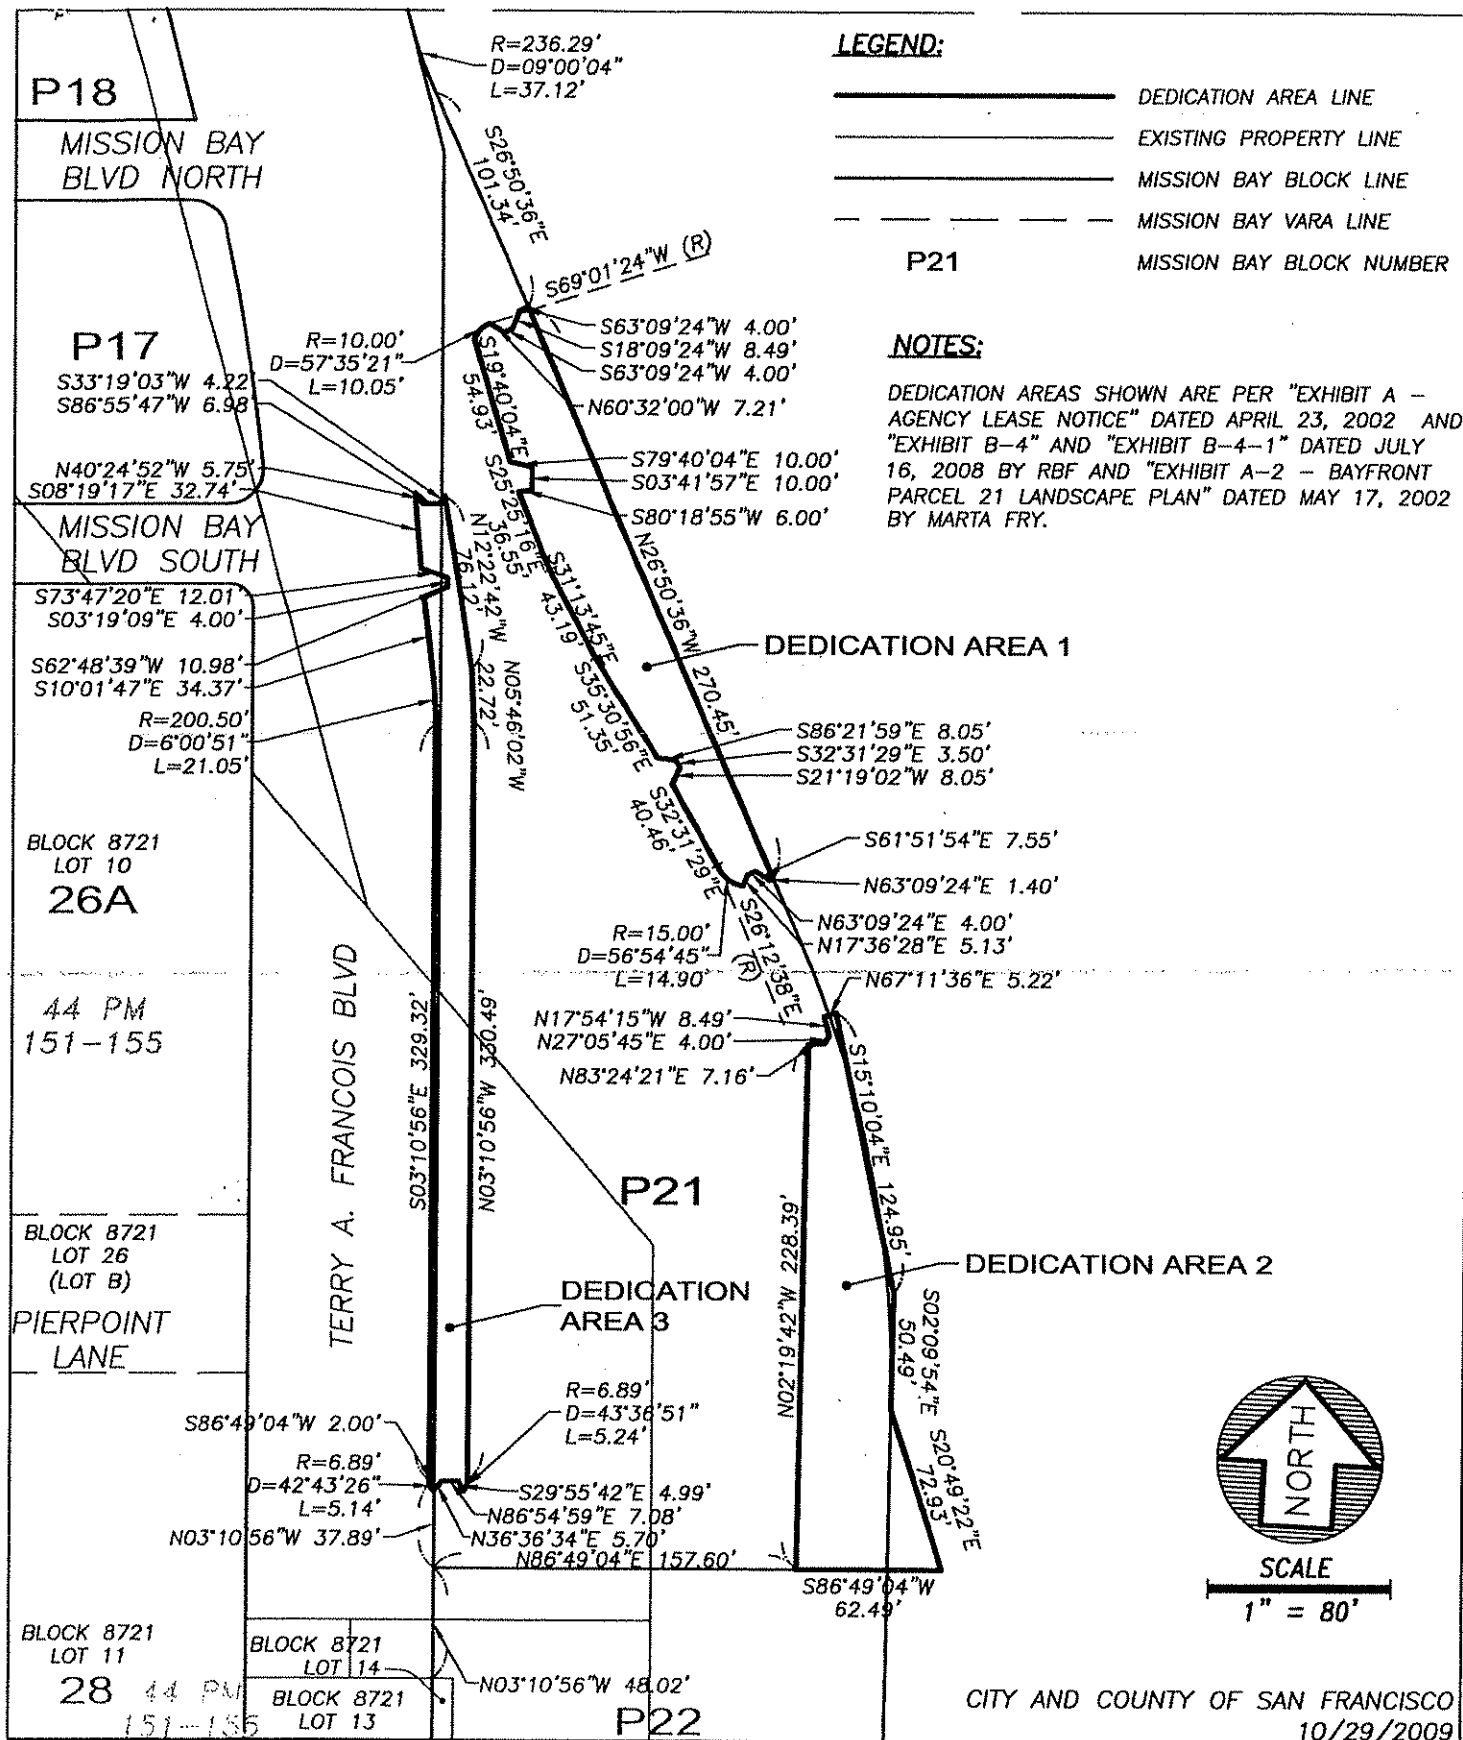 P18
MISSION BAY
BLVD NORTH
R=236.29'
D=09°00'04"
L=37.12'
S26°50'36"E
101.34'
LEGEND:
DEDICATION AREA LINE
EXISTING PROPERTY LINE
MISSION BAY BLOCK LINE
MISSION BAY VARA LINE
P21
MISSION BAY BLOCK NUMBER
S69°01'24"W (R)
P17
R=10.00'
D=57°35'21"
L=10.05'
S63°09'24"W 4.00'
S18°09'24"W 8.49'
S63°09'24"W 4.00'
N60°32'00"W 7.21'
NOTES:
DEDICATION AREAS SHOWN ARE PER "EXHIBIT A –
AGENCY LEASE NOTICE" DATED APRIL 23, 2002 AND
"EXHIBIT B–4" AND "EXHIBIT B–4–1" DATED JULY
16, 2008 BY RBF AND "EXHIBIT A–2 – BAYFRONT
PARCEL 21 LANDSCAPE PLAN" DATED MAY 17, 2002
BY MARTA FRY.
S33°19'03"W 4.22'
S86°55'47"W 6.98'
N40°24'52"W 5.75'
S08°19'17"E 32.74'
S19°40'04"E
54.93'
S79°40'04"E 10.00'
S03°41'57"E 10.00'
S80°18'55"W 6.00'
MISSION BAY
BLVD SOUTH
N12°22'42"W
76.12'
S25°25'16"E
36.55'
S31°13'45"E
43.19'
N26°50'36"W 270.45'
S73°47'20"E 12.01'
S03°19'09"E 4.00'
S62°48'39"W 10.98'
S10°01'47"E 34.37'
R=200.50'
D=6°00'51"
L=21.05'
N05°46'02"W
22.72'
S35°30'56"E
51.35'
DEDICATION AREA 1
S86°21'59"E 8.05'
S32°31'29"E 3.50'
S21°19'02"W 8.05'
S32°31'29"E
40.46'
S61°51'54"E 7.55'
N63°09'24"E 1.40'
N63°09'24"E 4.00'
N17°36'28"E 5.13'
BLOCK 8721
LOT 10
26A
R=15.00'
D=56°54'45"
L=14.90'
S26°12'38"E
(R)
N67°11'36"E 5.22'
44 PM
151-155
TERRY A. FRANCOIS BLVD
S03°10'56"E 329.32'
N03°10'56"W 330.49'
N17°54'15"W 8.49'
N27°05'45"E 4.00'
N83°24'21"E 7.16'
S15°10'04"E 124.95'
P21
N02°19'42"W 228.39'
BLOCK 8721
LOT 26
(LOT B)
PIERPOINT
LANE
DEDICATION
AREA 3
DEDICATION AREA 2
S02°09'54"E
50.49'
S20°49'22"E
72.93'
S86°49'04"W 2.00'
R=6.89'
D=42°43'26"
L=5.14'
N03°10'56"W 37.89'
R=6.89'
D=43°36'51"
L=5.24'
S29°55'42"E 4.99'
N86°54'59"E 7.08'
N36°36'34"E 5.70'
N86°49'04"E 157.60'
S86°49'04"W
62.49'
NORTH
SCALE
1" = 80'
BLOCK 8721
LOT 11
28
44 PM
151-155
BLOCK 8721
LOT 14
BLOCK 8721
LOT 13
N03°10'56"W 48.02'
P22
CITY AND COUNTY OF SAN FRANCISCO
10/29/2009